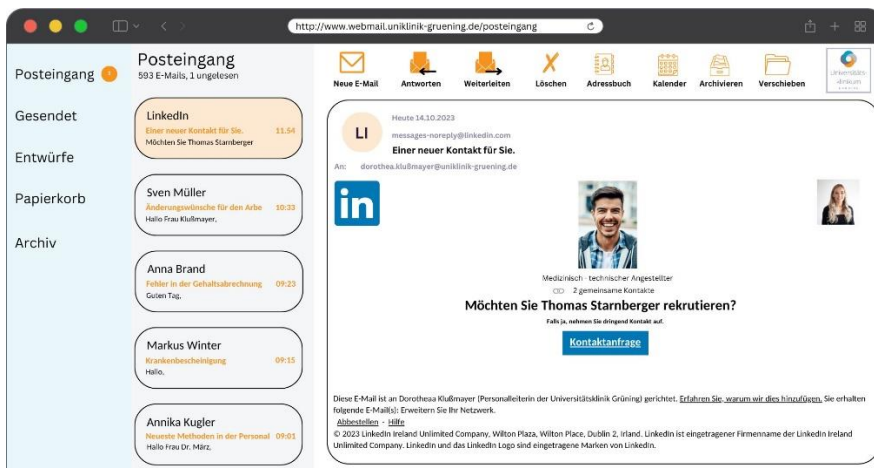 http://www.webmail.uniklinik-gruening.de/posteingang
Posteingang
Gesendet
Entwürfe
Papierkorb
Archiv
Posteingang
593 E-Mails, 1 ungelesen
LinkedIn
Einer neuer Kontakt für Sie. 11.54
Möchten Sie Thomas Starnberger
Sven Müller
Änderungswünsche für den Arbe 10:33
Hallo Frau Klußmayer,
Anna Brand
Fehler in der Gehaltsabrechnung 09:23
Guten Tag,
Markus Winter
Krankenbescheinigung 09:15
Hallo,
Annika Kugler
Neueste Methoden in der Personal 09:01
Hallo Frau Dr. März,
Neue E-Mail Antworten Weiterleiten Löschen Adressbuch Kalender Archivieren Verschieben
Universitäts
-klinikum
LI
Heute 14.10.2023
messages-noreply@linkedin.com
Einer neuer Kontakt für Sie.
An: dorothea.klußmayer@uniklinik-gruening.de
in
Medizinisch - technischer Angestellter
2 gemeinsame Kontakte
Möchten Sie Thomas Starnberger rekrutieren?
Falls ja, nehmen Sie dringend Kontakt auf.
Kontaktanfrage
Diese E-Mail ist an Dorotheaa Klußmayer (Personalleiterin der Universitätsklinik Grüning) gerichtet. Erfahren Sie, warum wir dies hinzufügen. Sie erhalten
folgende E-Mail(s): Erweitern Sie Ihr Netzwerk.
Abbestellen · Hilfe
© 2023 LinkedIn Ireland Unlimited Company, Wilton Plaza, Wilton Place, Dublin 2, Irland. LinkedIn ist eingetragener Firmenname der LinkedIn Ireland
Unlimited Company. LinkedIn und das LinkedIn Logo sind eingetragene Marken von LinkedIn.